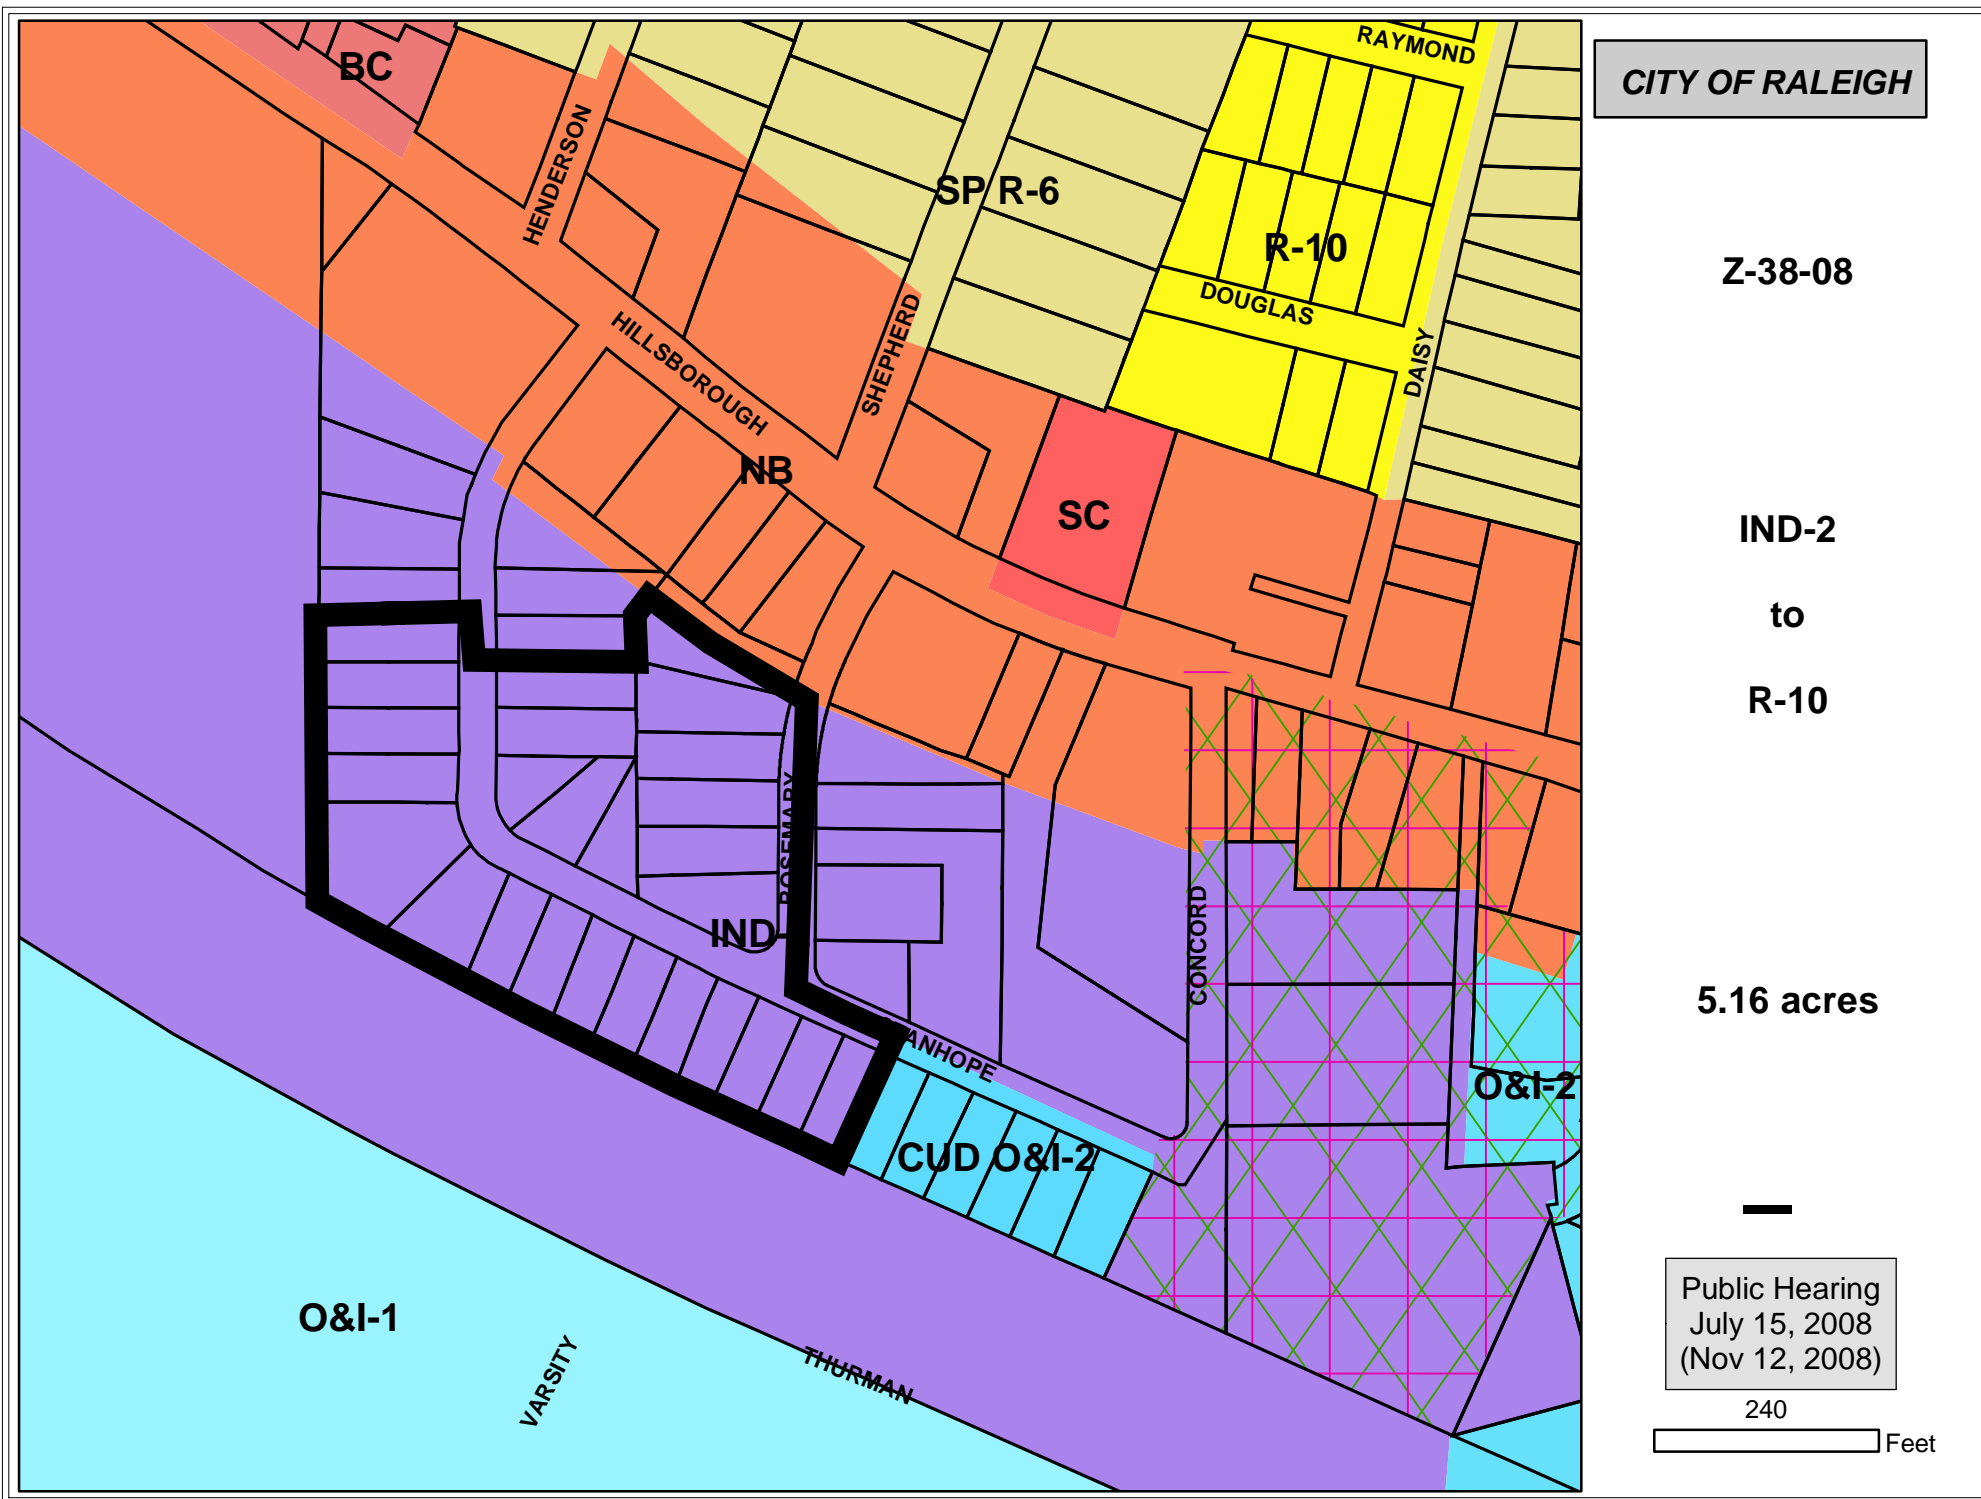 BC
RAYMOND
CITY OF RALEIGH
HENDERSON
SP R-6
R-10
Z-38-08
DOUGLAS
HILLSBOROUGH
SHEPHERD
DAISY
NB
SC
IND-2
to
R-10
ROSEMARY
IND-
CONCORD
5.16 acres
ANHOPE
O&I-2
CUD O&I-2
O&I-1
VARSITY
THURMAN
Public Hearing
July 15, 2008
(Nov 12, 2008)
240
Feet